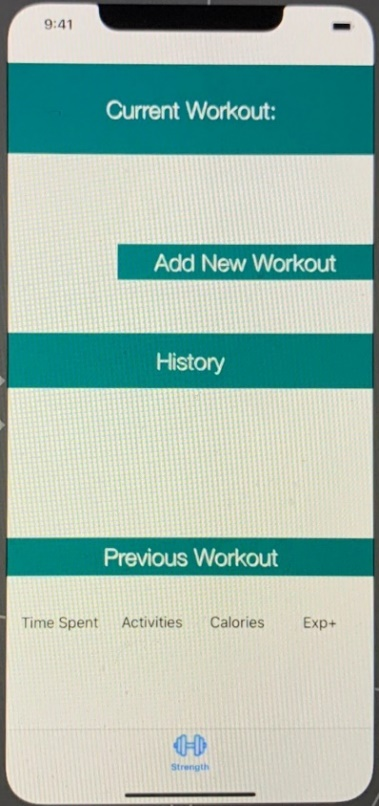 9:41
Current Workout:
Add New Workout
History
Previous Workout
Time Spent Activities Calories Exp+
Strength